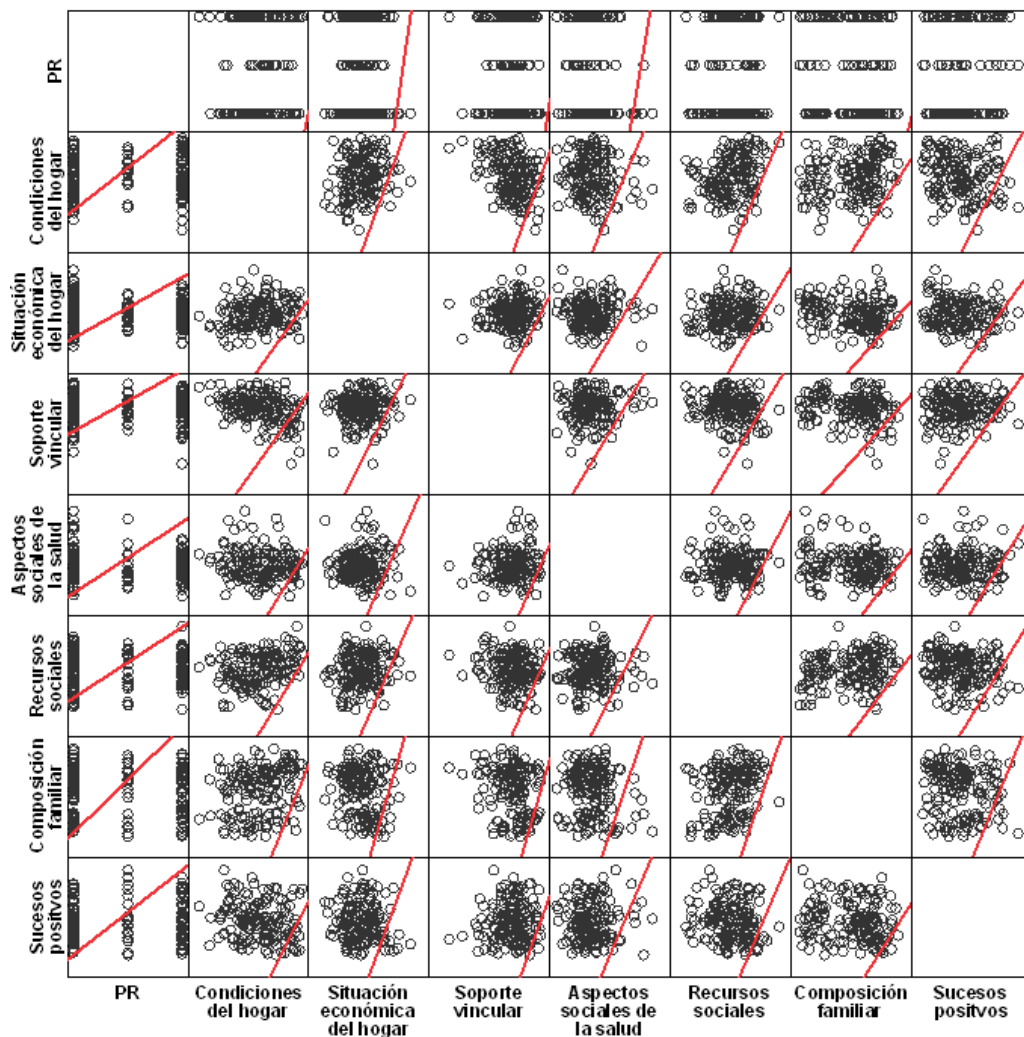 PR
Condiciones
del hogar
Situación
económica
del hogar
Soporte
vincular
Aspectos
sociales de
la salud
Recursos
sociales
Composición
familiar
Sucesos
positvos
PR
Condiciones
del hogar
Situación
económica
del hogar
Soporte
vincular
Aspectos
sociales de
la salud
Recursos
sociales
Composición
familiar
Sucesos
positvos